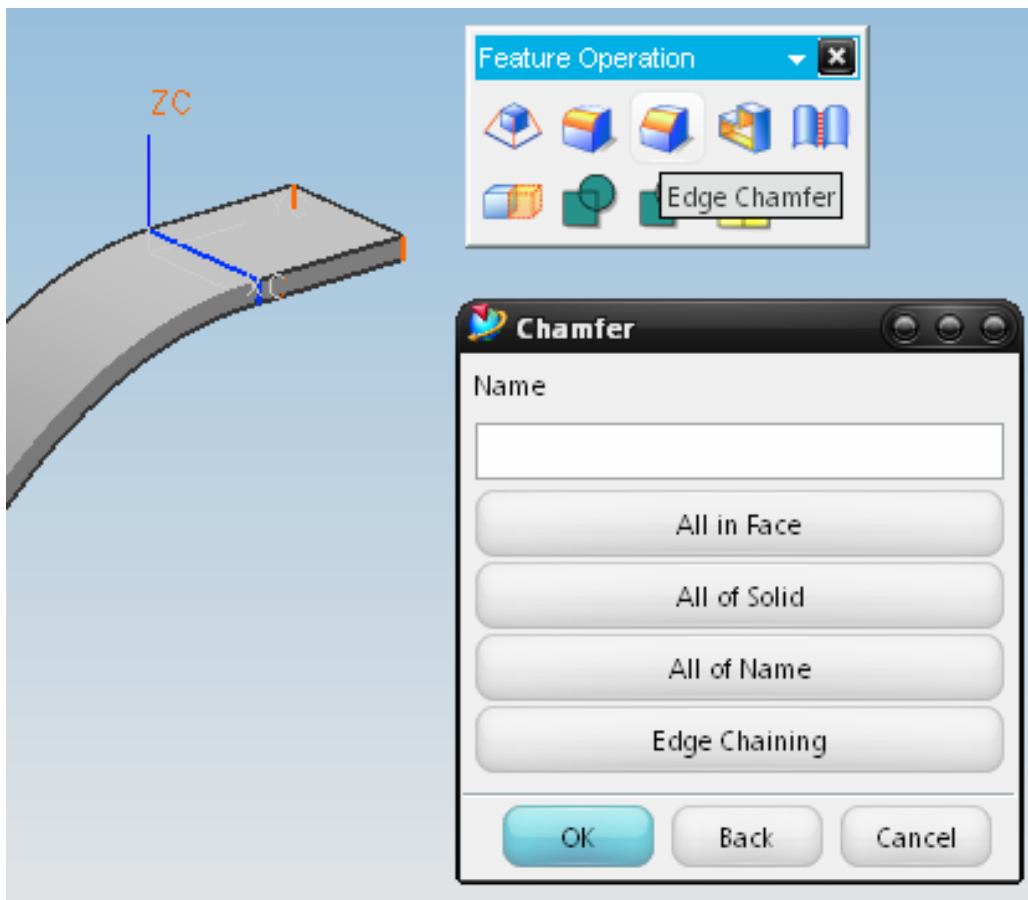 Feature Operation
ZC
Edge Chamfer
XC
Chamfer
Name
All in Face
All of Solid
All of Name
Edge Chaining
OK
Back
Cancel